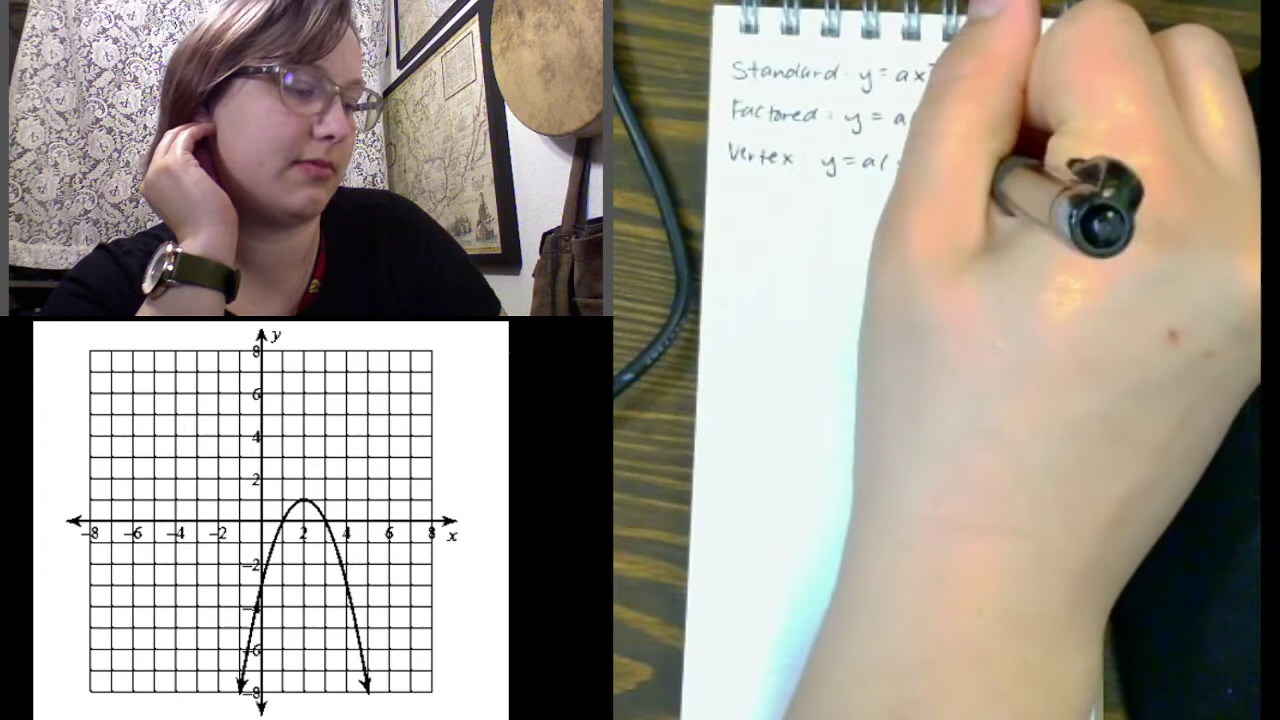 Standard: y = ax
Factored: y = a
Vertex: y = a(
y
8
6
4
2
-8 -6 -4 -2 2 4 6 8 x
-2
-4
-6
-8